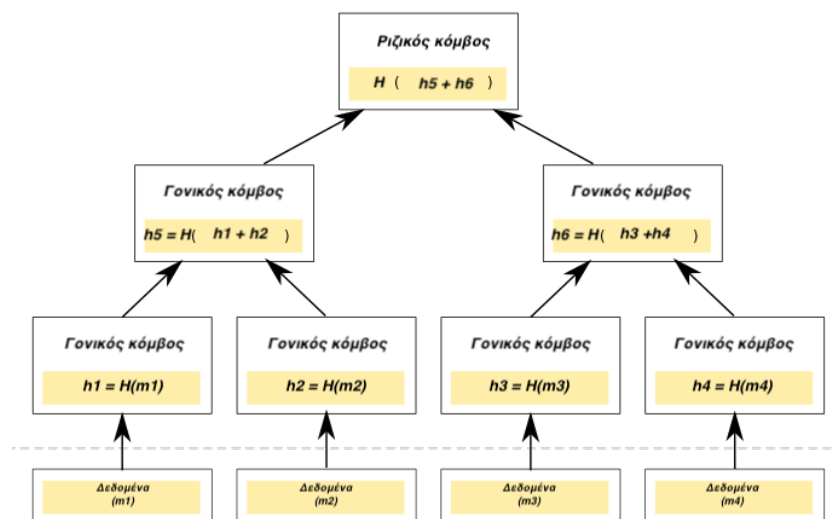 Ριζικός κόμβος
H ( h5 + h6 )
Γονικός κόμβος
h5 = H( h1 + h2 )
Γονικός κόμβος
h6 = H( h3 +h4 )
Γονικός κόμβος
h1 = H(m1)
Γονικός κόμβος
h2 = H(m2)
Γονικός κόμβος
h3 = H(m3)
Γονικός κόμβος
h4 = H(m4)
Δεδομένα
(m1)
Δεδομένα
(m2)
Δεδομένα
(m3)
Δεδομένα
(m4)